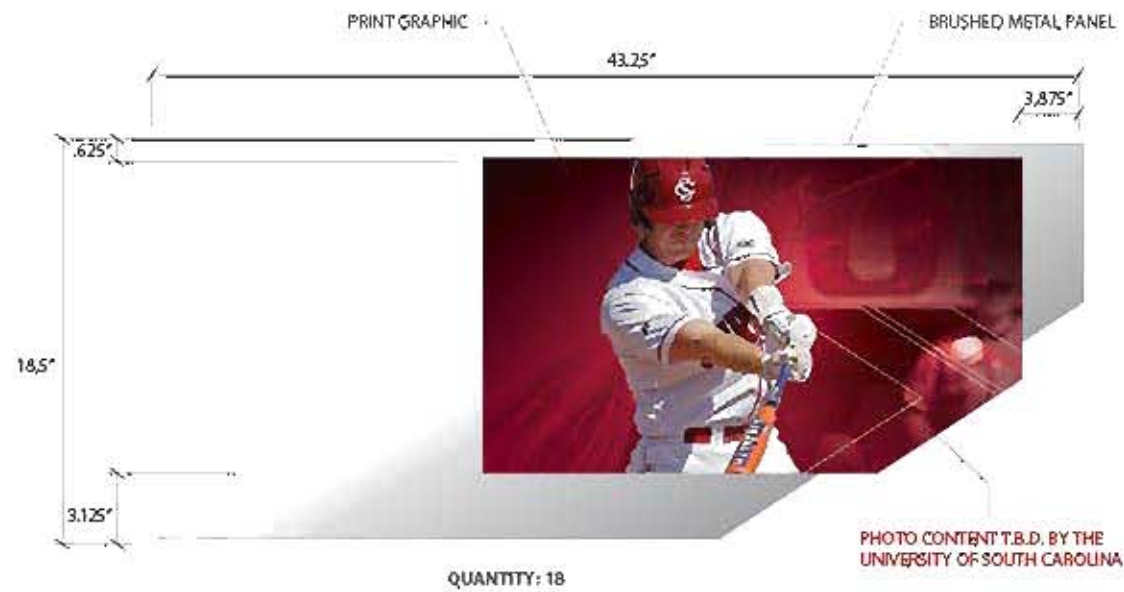 PRINT GRAPHIC
BRUSHED METAL PANEL
43.25"
3,875"
.625"
18,5"
3.125"
PHOTO CONTENT T.B.D. BY THE
UNIVERSITY OF SOUTH CAROLINA
QUANTITY: 18